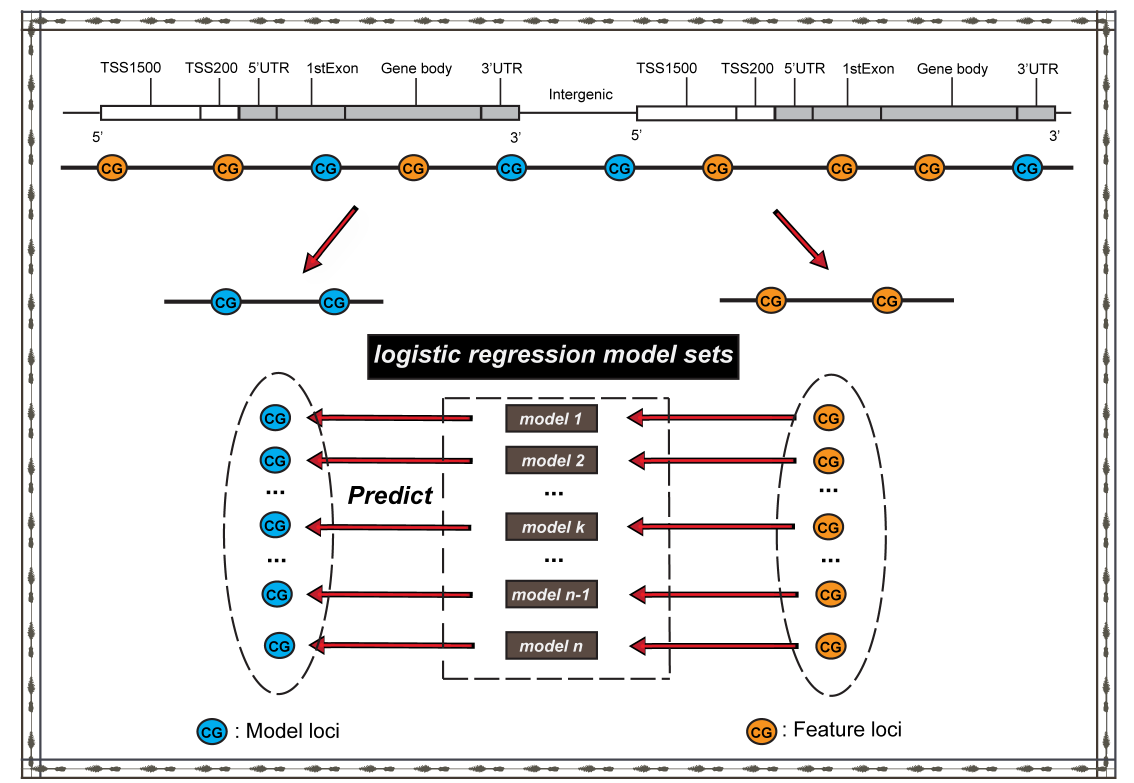 TSS1500 TSS200 5’UTR 1stExon Gene body 3’UTR TSS1500 TSS200 5’UTR 1stExon Gene body 3’UTR
Intergenic
5’ 3’ 5’ 3’
CG CG CG CG CG CG CG CG CG CG
CG CG CG CG
logistic regression model sets
CG model 1 CG
CG model 2 CG
... ... ...
Predict
CG model k CG
... ... ...
CG model n-1 CG
CG model n CG
CG : Model loci CG : Feature loci